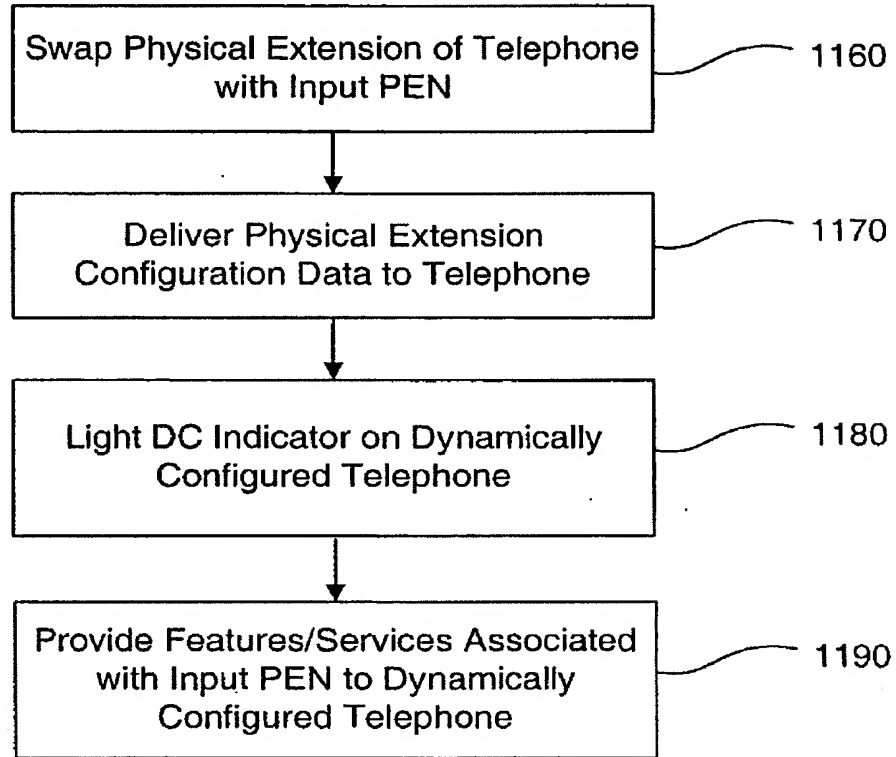 Swap Physical Extension of Telephone
with Input PEN
1160
Deliver Physical Extension
Configuration Data to Telephone
1170
Light DC Indicator on Dynamically
Configured Telephone
1180
Provide Features/Services Associated
with Input PEN to Dynamically
Configured Telephone
1190